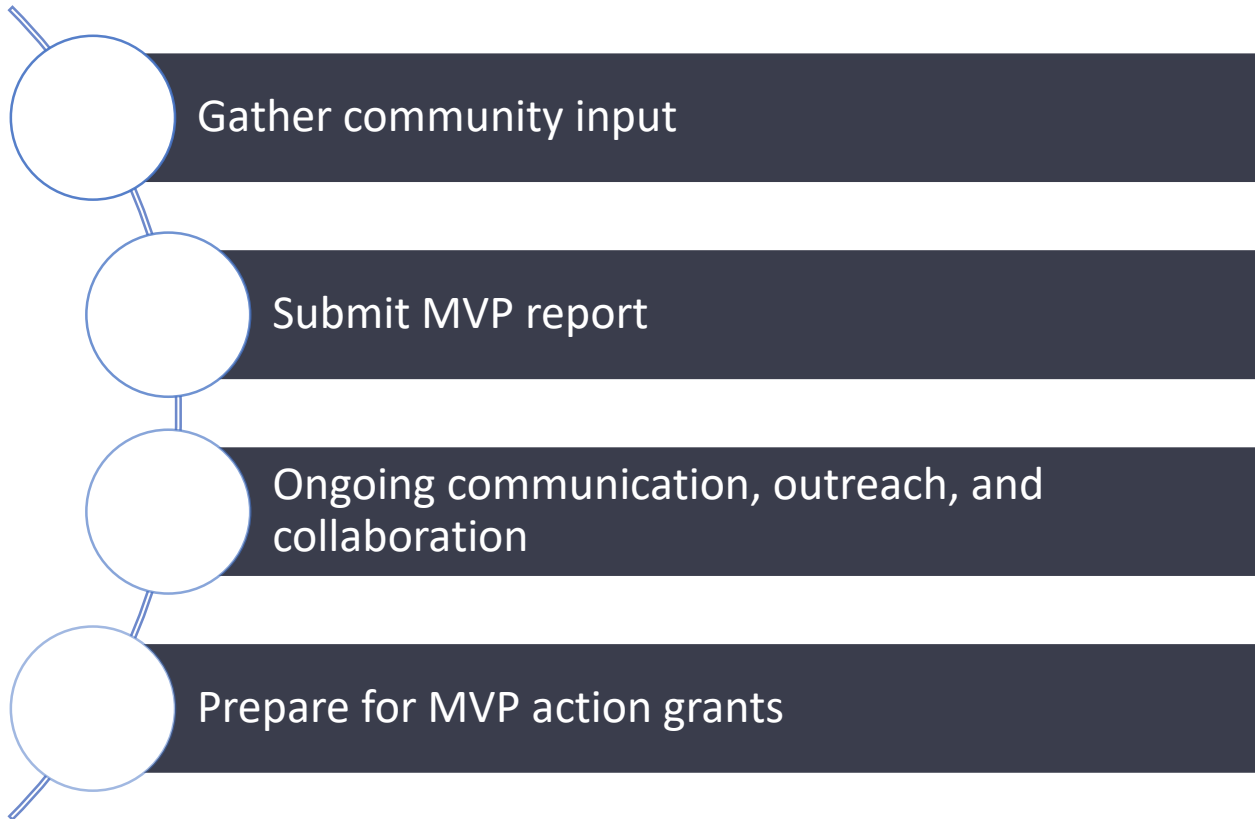 Gather community input
Submit MVP report
Ongoing communication, outreach, and
collaboration
Prepare for MVP action grants